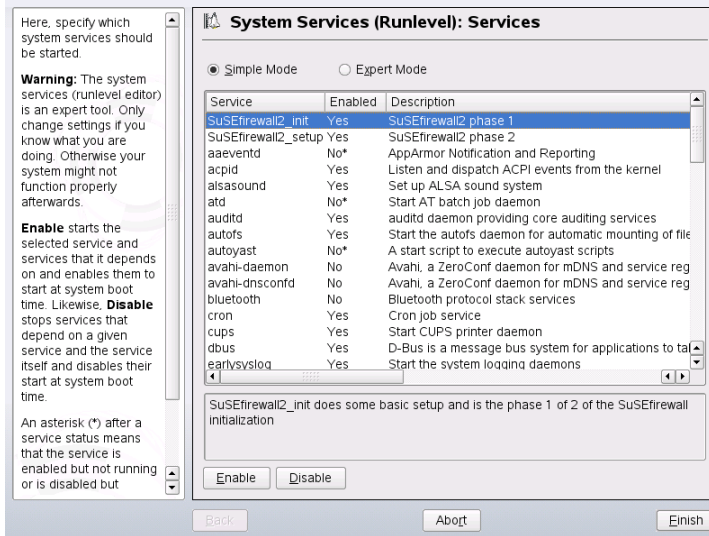 Here, specify which
system services should
be started.
Warning: The system
services (runlevel editor)
is an expert tool. Only
change settings if you
know what you are
doing. Otherwise your
system might not
function properly
afterwards.
Enable starts the
selected service and
services that it depends
on and enables them to
start at system boot
time. Likewise, Disable
stops services that
depend on a given
service and the service
itself and disables their
start at system boot
time.
An asterisk (*) after a
service status means
that the service is
enabled but not running
or is disabled but
System Services (Runlevel): Services
Simple Mode Expert Mode
Service Enabled Description
SuSEfirewall2_init Yes SuSEfirewall2 phase 1
SuSEfirewall2_setup Yes SuSEfirewall2 phase 2
aaeventd No* AppArmor Notification and Reporting
acpid Yes Listen and dispatch ACPI events from the kernel
alsasound Yes Set up ALSA sound system
atd No* Start AT batch job daemon
auditd Yes auditd daemon providing core auditing services
autofs Yes Start the autofs daemon for automatic mounting of file
autoyast No* A start script to execute autoyast scripts
avahi-daemon No Avahi, a ZeroConf daemon for mDNS and service reg
avahi-dnsconfd No Avahi, a ZeroConf daemon for mDNS and service reg
bluetooth No Bluetooth protocol stack services
cron Yes Cron job service
cups Yes Start CUPS printer daemon
dbus Yes D-Bus is a message bus system for applications to tal
earlysyslog Yes Start the system logging daemons
SuSEfirewall2_init does some basic setup and is the phase 1 of 2 of the SuSEfirewall
initialization
Enable Disable
Back Abort Finish